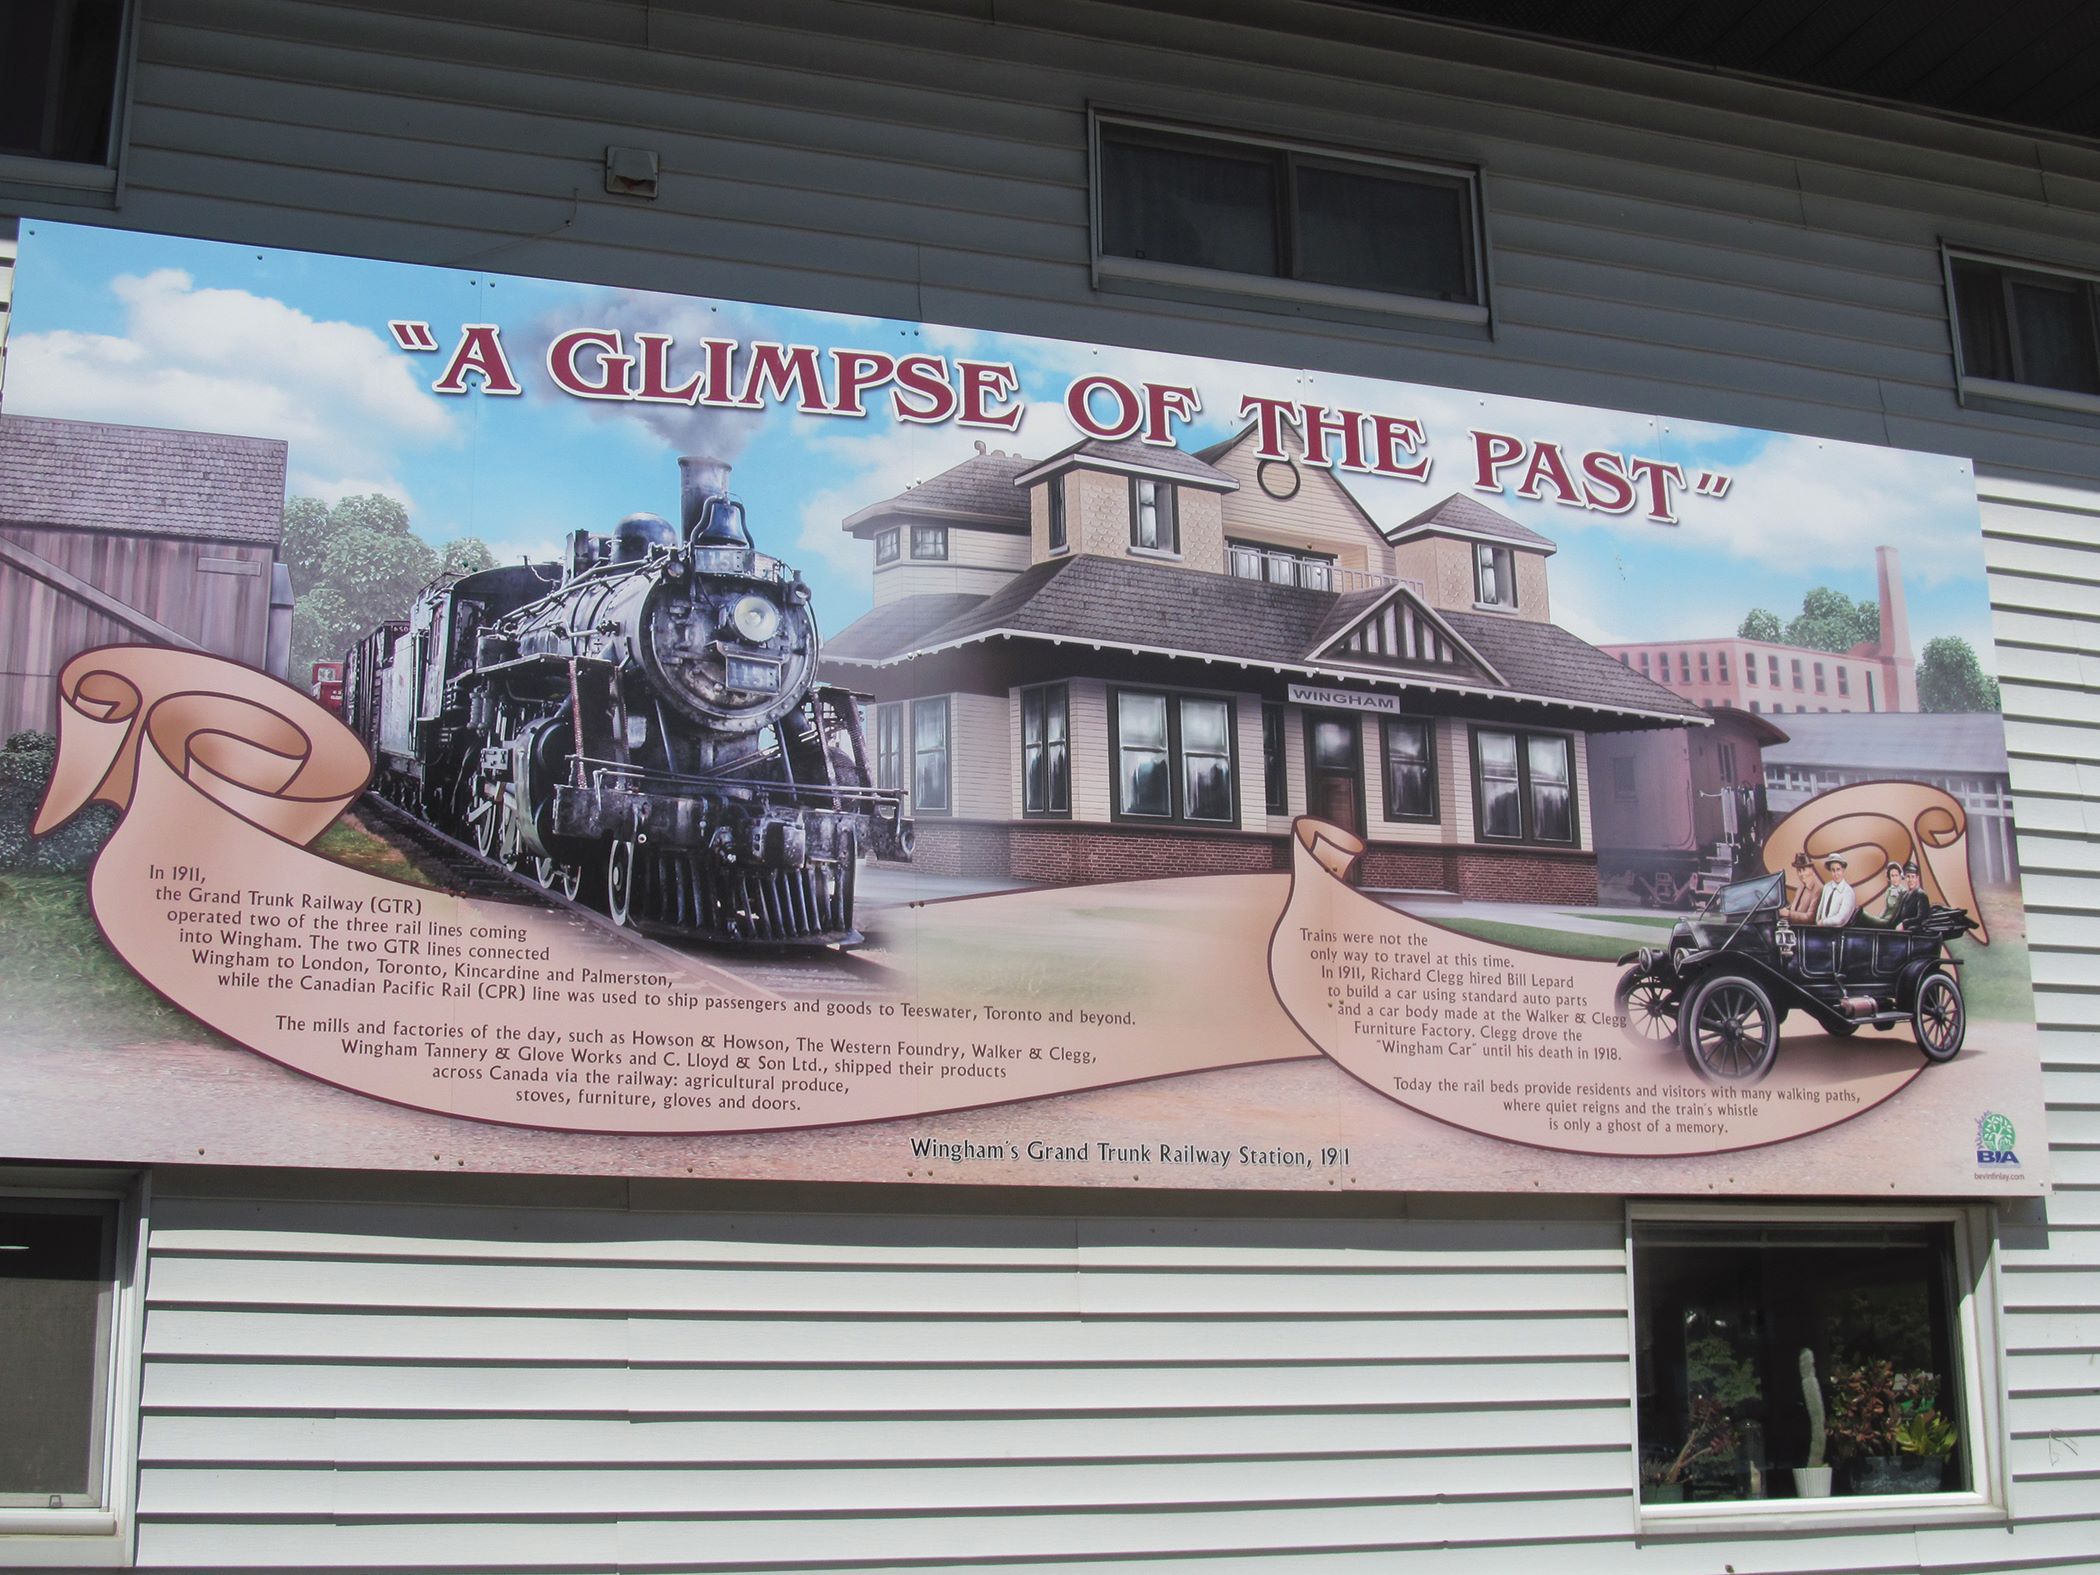 "A GLIMPSE OF THE PAST"
115
1158
WINGHAM
In 1911,
the Grand Trunk Railway (GTR)
operated two of the three rail lines coming
into Wingham. The two GTR lines connected
Wingham to London, Toronto, Kincardine and Palmerston,
while the Canadian Pacific Rail (CPR) line was used to ship passengers and goods to Teeswater, Toronto and beyond.
The mills and factories of the day, such as Howson & Howson, The Western Foundry, Walker & Clegg,
Wingham Tannery & Glove Works and C. Lloyd & Son Ltd., shipped their products
across Canada via the railway: agricultural produce,
stoves, furniture, gloves and doors.
Trains were not the
only way to travel at this time.
In 1911, Richard Clegg hired Bill Lepard
to build a car using standard auto parts
and a car body made at the Walker & Clegg
Furniture Factory. Clegg drove the
"Wingham Car" until his death in 1918.
Today the rail beds provide residents and visitors with many walking paths,
where quiet reigns and the train's whistle
is only a ghost of a memory.
Wingham's Grand Trunk Railway Station, 1911
BIA
bevinfinlay.com